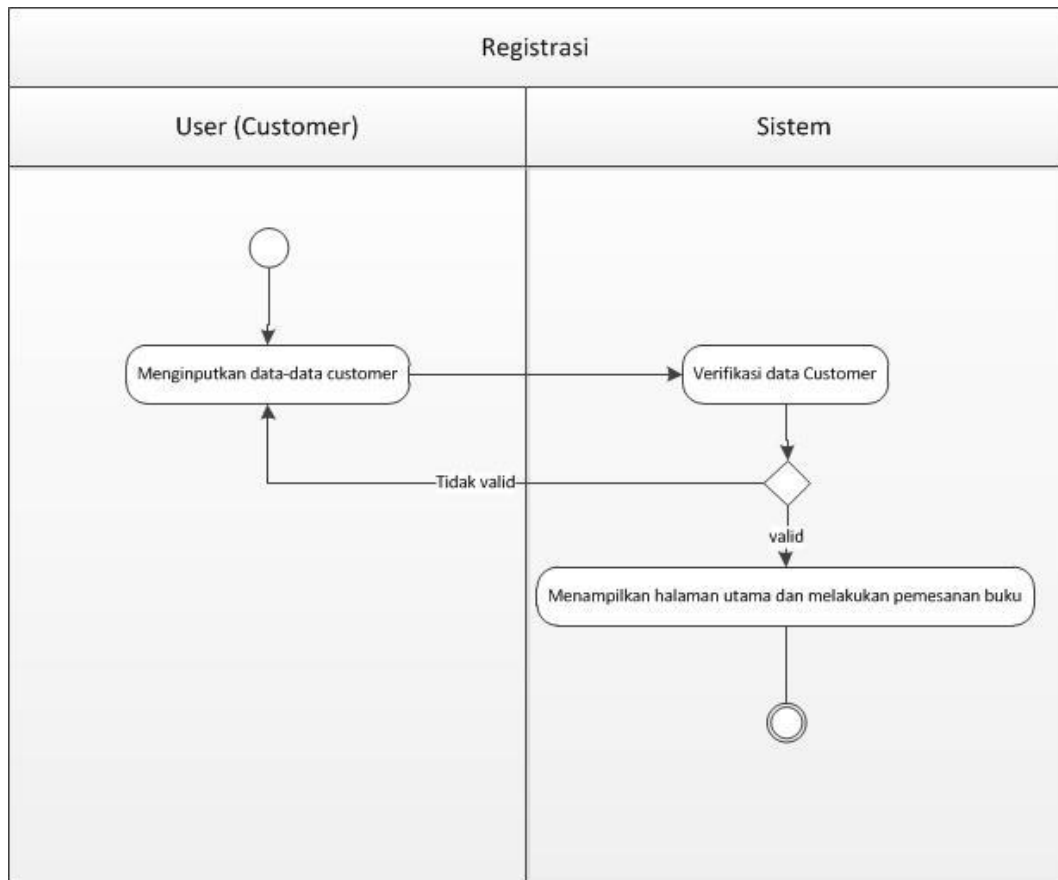 Registrasi
User (Customer)
Sistem
Menginputkan data-data customer
Verifikasi data Customer
Tidak valid
valid
Menampilkan halaman utama dan melakukan pemesanan buku